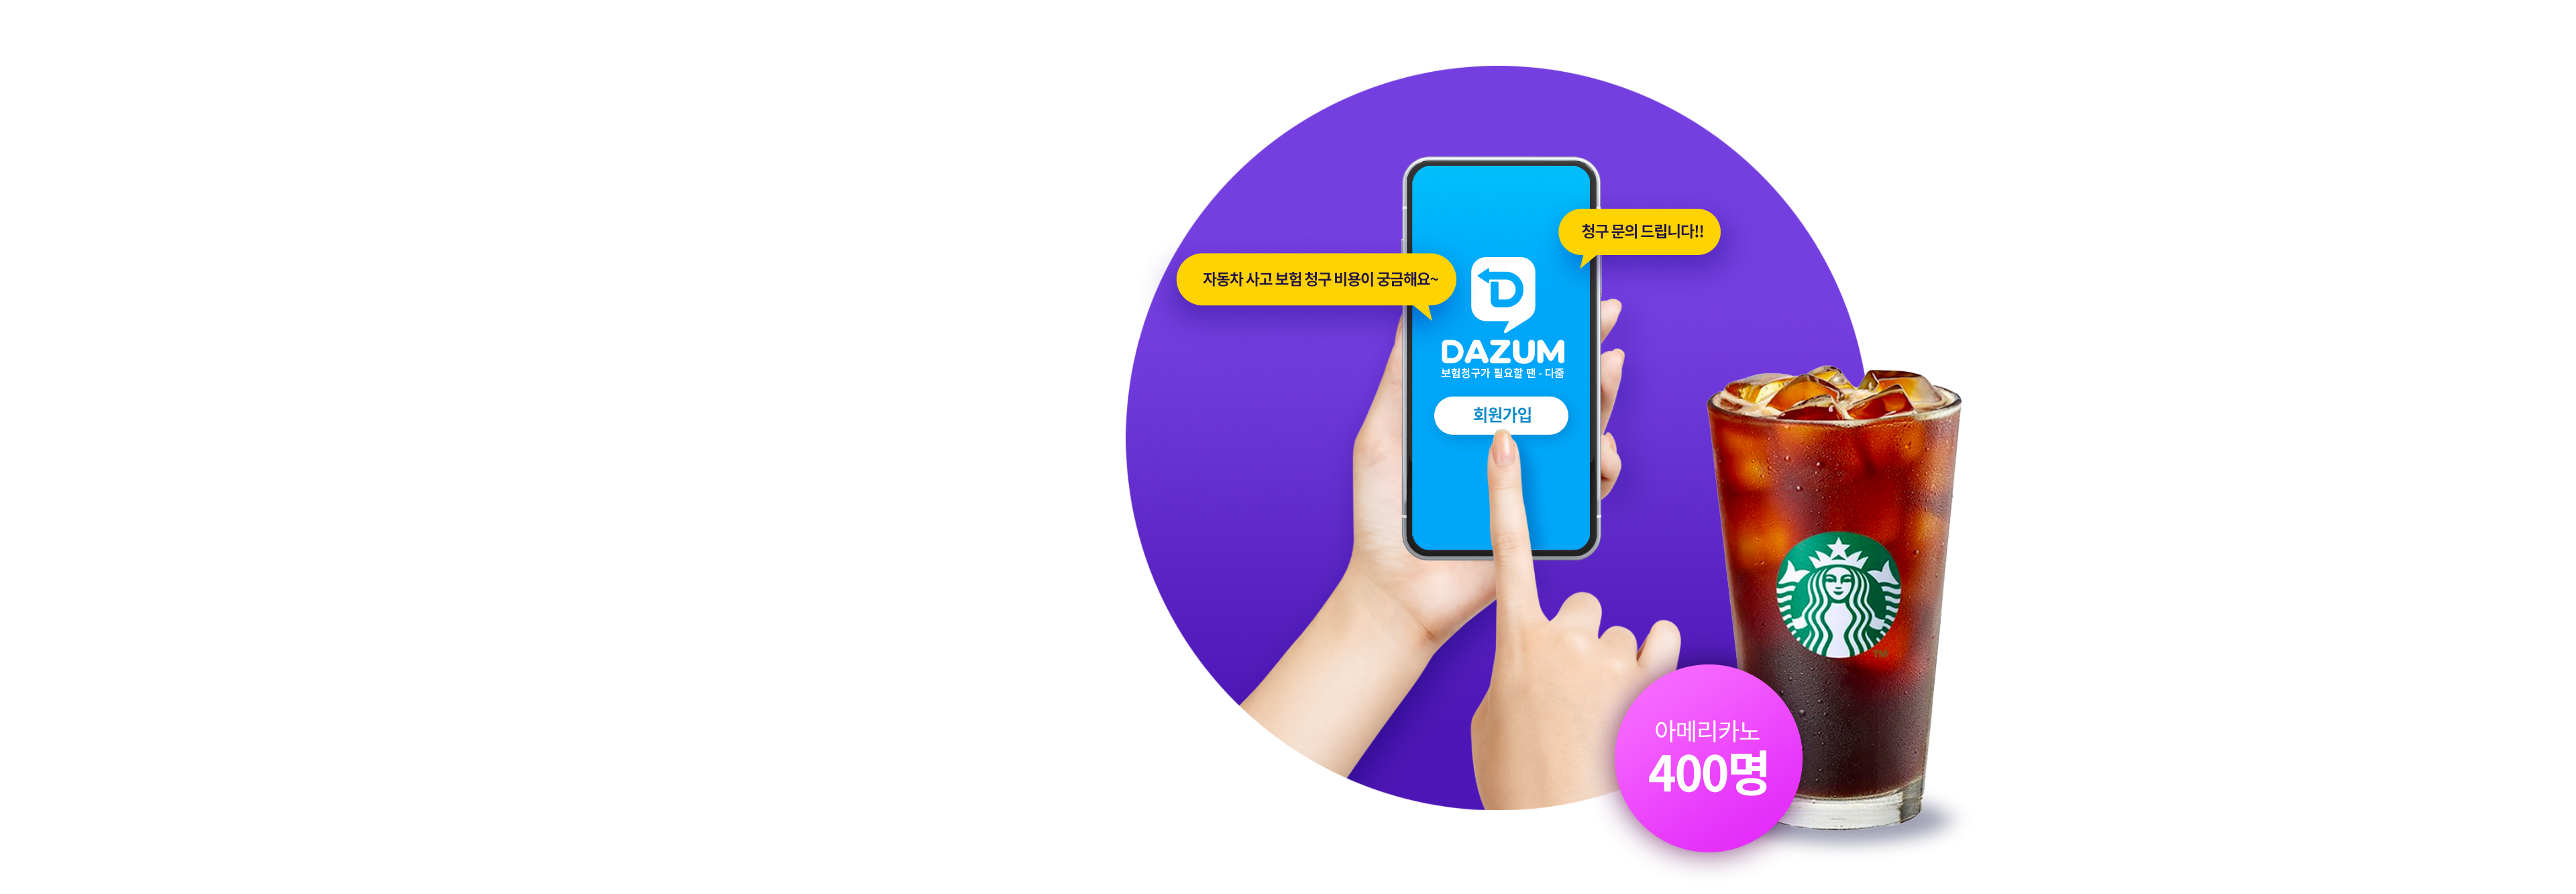 청구 문의 드립니다!!
자동차 사고 보험 청구 비용이 궁금해요~
D
DAZUM
보험청구가 필요할 땐 - 다줌
회원가입
TM
아메리카노
400명